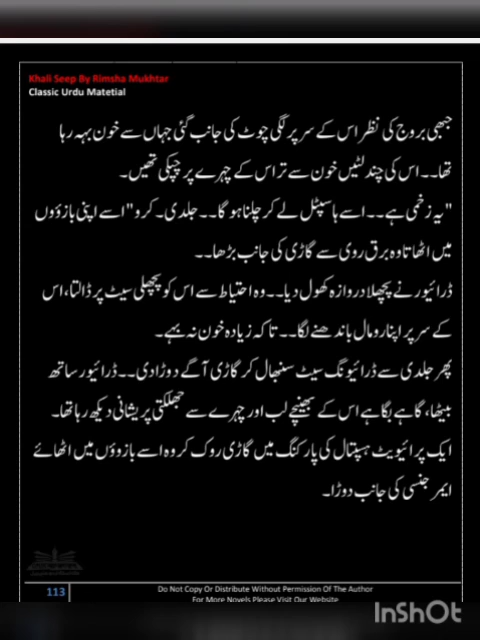 Khali Seep By Rimsha Mukhtar
Classic Urdu Matetial
جبھی بروج کی نظر اس کے سر پر لگی چوٹ کی جانب گئی جہاں سے خون بہہ رہا
تھا۔۔ اس کی چند لٹیں خون سے تر اس کے چہرے پر چپکی تھیں۔
"یہ زخمی ہے۔۔ اسے ہاسپٹل لے کر چلنا ہو گا۔۔ جلدی۔ کرو" اسے اپنی بازؤوں
میں اٹھاتا وہ برق روی سے گاڑی کی جانب بڑھا۔۔
ڈرائیور نے پچھلا دروازہ کھول دیا۔۔ وہ احتیاط سے اس کو پچھلی سیٹ پر ڈالتا، اس
کے سر پر اپنا رومال باندھنے لگا۔۔ تاکہ زیادہ خون نہ بہے۔
پھر جلدی سے ڈرائیونگ سیٹ سنبھال کر گاڑی آگے دوڑا دی۔۔ ڈرائیور ساتھ
بیٹھا، گاہے بگاہے اس کے بھینچے لب اور چہرے سے جھلکتی پریشانی دیکھ رہا تھا۔
ایک پرائیویٹ ہسپتال کی پارکنگ میں گاڑی روک کر وہ اسے بازوؤں میں اٹھائے
ایمر جنسی کی جانب دوڑا۔
113
Do Not Copy Or Distribute Without Permission Of The Author
For More Novels Please Visit Our Website
InShOt